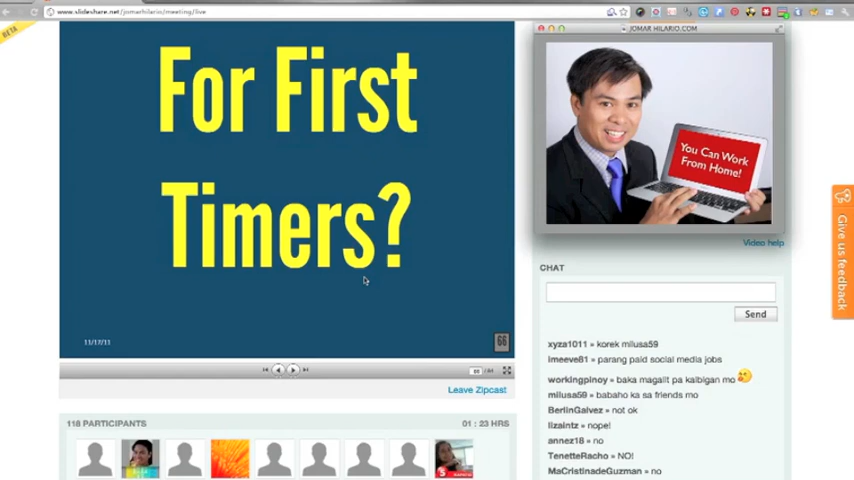 www.slideshare.net/jomarhilario/meeting/live
BETA
For First
Timers?
11/17/11
66
66 / 84
Leave Zipcast
118 PARTICIPANTS
01 : 23 HRS
JOMAR HILARIO.COM
You Can Work
From Home!
Video help
CHAT
Send
xyza1011 » korek milusa59
imeeve81 » parang paid social media jobs
workingpinoy » baka magalit pa kaibigan mo
milusa59 » babaho ka sa friends mo
BerlinGalvez » not ok
lizaintz » nope!
annez18 » no
TenetteRacho » NO!
MaCristinadeGuzman » no
Give us feedback